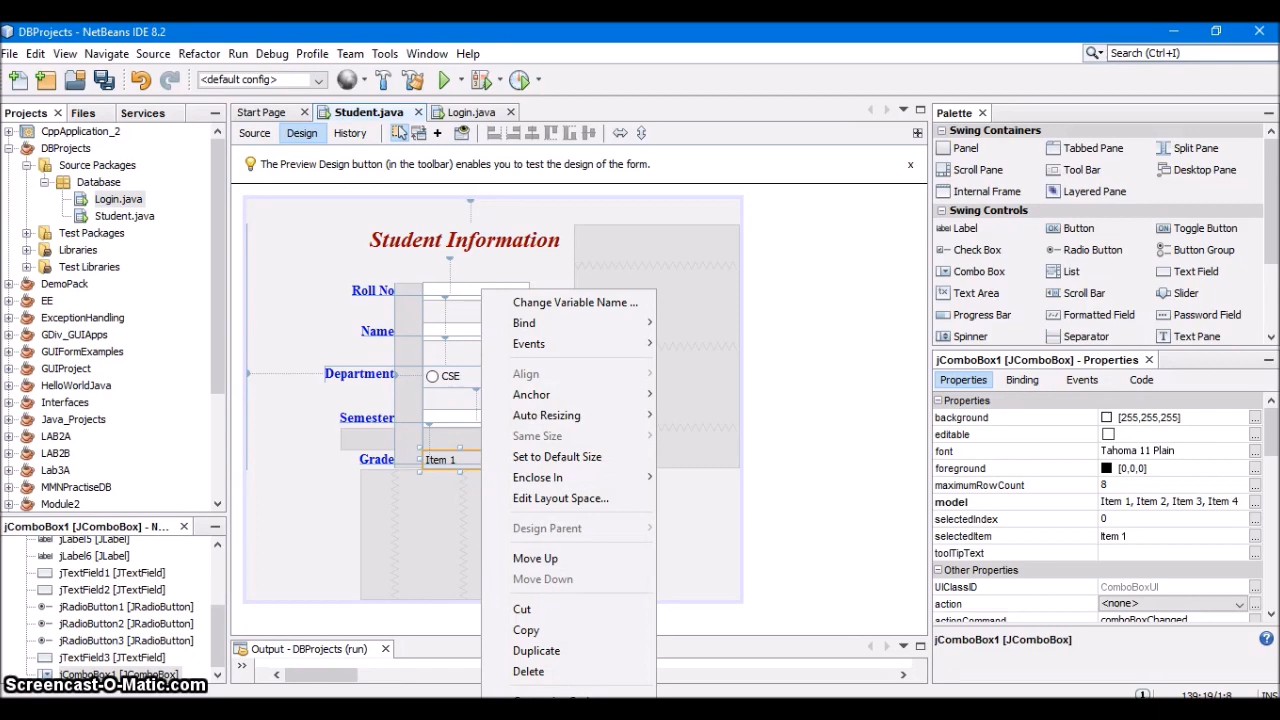 DBProjects - NetBeans IDE 8.2
File Edit View Navigate Source Refactor Run Debug Profile Team Tools Window Help
Search (Ctrl+I)
<default config>
Projects Files Services
CppApplication_2
DBProjects
Source Packages
Database
Login.java
Student.java
Test Packages
Libraries
Test Libraries
DemoPack
EE
ExceptionHandling
GDiv_GUIApps
GUIFormExamples
GUIProject
HelloWorldJava
Interfaces
Java_Projects
LAB2A
LAB2B
Lab3A
MMNPractiseDB
Module2
jComboBox1 [JComboBox] - N...
jLabel5 [JLabel]
jLabel6 [JLabel]
jTextField1 [JTextField]
jTextField2 [JTextField]
jRadioButton1 [JRadioButton]
jRadioButton2 [JRadioButton]
jRadioButton3 [JRadioButton]
jTextField3 [JTextField]
jComboBox1 [JComboBox]
Screencast-O-Matic.com
Start Page Student.java Login.java
Source Design History
The Preview Design button (in the toolbar) enables you to test the design of the form.
x
Student Information
Roll No
Name
Department
CSE
Semester
Grade
Item 1
Change Variable Name ...
Bind
Events
Align
Anchor
Auto Resizing
Same Size
Set to Default Size
Enclose In
Edit Layout Space...
Design Parent
Move Up
Move Down
Cut
Copy
Duplicate
Delete
Output - DBProjects (run)
Palette
Swing Containers
Panel Tabbed Pane Split Pane
Scroll Pane Tool Bar Desktop Pane
Internal Frame Layered Pane
Swing Controls
Label Button Toggle Button
Check Box Radio Button Button Group
Combo Box List Text Field
Text Area Scroll Bar Slider
Progress Bar Formatted Field Password Field
Spinner Separator Text Pane
jComboBox1 [JComboBox] - Properties
Properties Binding Events Code
Properties
background [255,255,255]
editable
font Tahoma 11 Plain
foreground [0,0,0]
maximumRowCount 8
model Item 1, Item 2, Item 3, Item 4
selectedIndex 0
selectedItem Item 1
toolTipText
Other Properties
UIClassID ComboBoxUI
action <none>
actionCommand comboBoxChanged
jComboBox1 [JComboBox]
1 139:19/1:8 INS